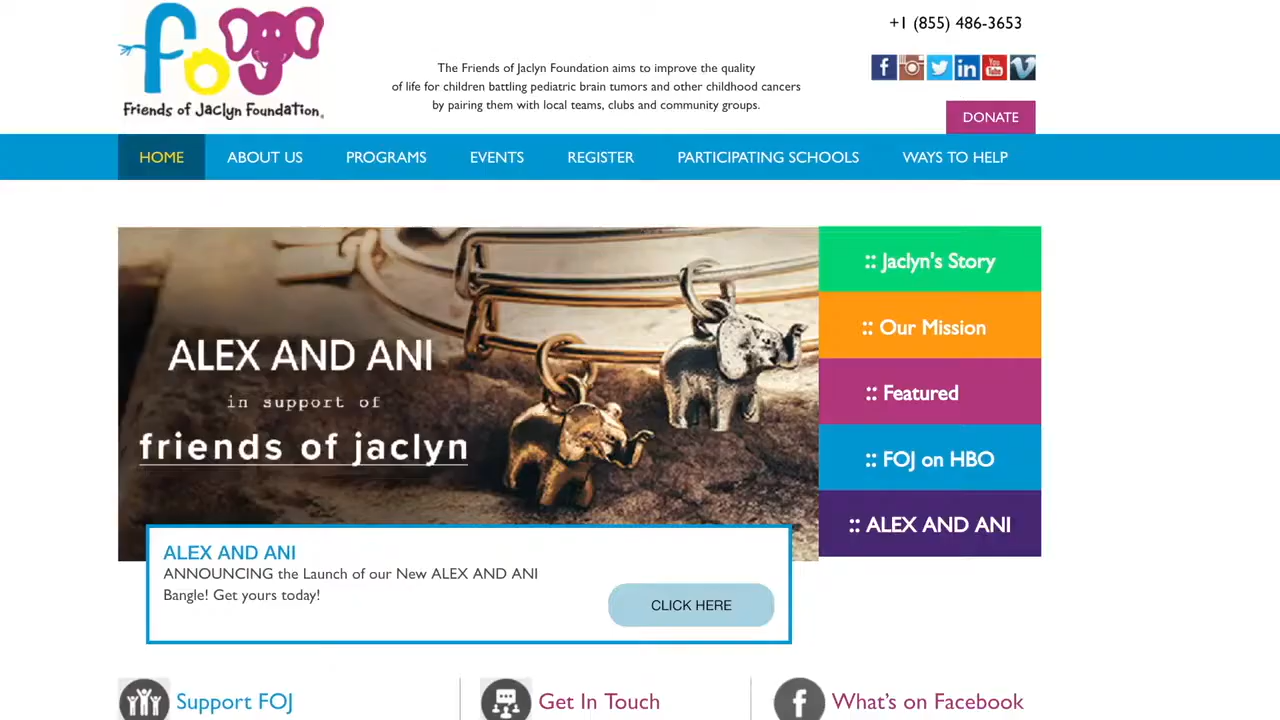 foj
Friends of Jaclyn Foundation®
The Friends of Jaclyn Foundation aims to improve the quality
of life for children battling pediatric brain tumors and other childhood cancers
by pairing them with local teams, clubs and community groups.
+1 (855) 486-3653
f in You Tube V
DONATE
HOME ABOUT US PROGRAMS EVENTS REGISTER PARTICIPATING SCHOOLS WAYS TO HELP
ALEX AND ANI
in support of
friends of jaclyn
:: Jaclyn's Story
:: Our Mission
:: Featured
:: FOJ on HBO
:: ALEX AND ANI
ALEX AND ANI
ANNOUNCING the Launch of our New ALEX AND ANI
Bangle! Get yours today!
CLICK HERE
Support FOJ
Get In Touch
f What's on Facebook